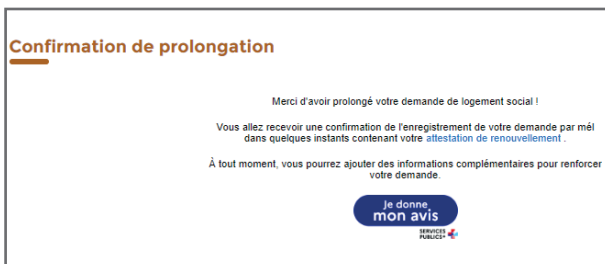 Confirmation de prolongation
Merci d'avoir prolongé votre demande de logement social !
Vous allez recevoir une confirmation de l'enregistrement de votre demande par mél
dans quelques instants contenant votre attestation de renouvellement .
À tout moment, vous pourrez ajouter des informations complémentaires pour renforcer
votre demande.
Je donne
mon avis
SERVICES
PUBLICS+